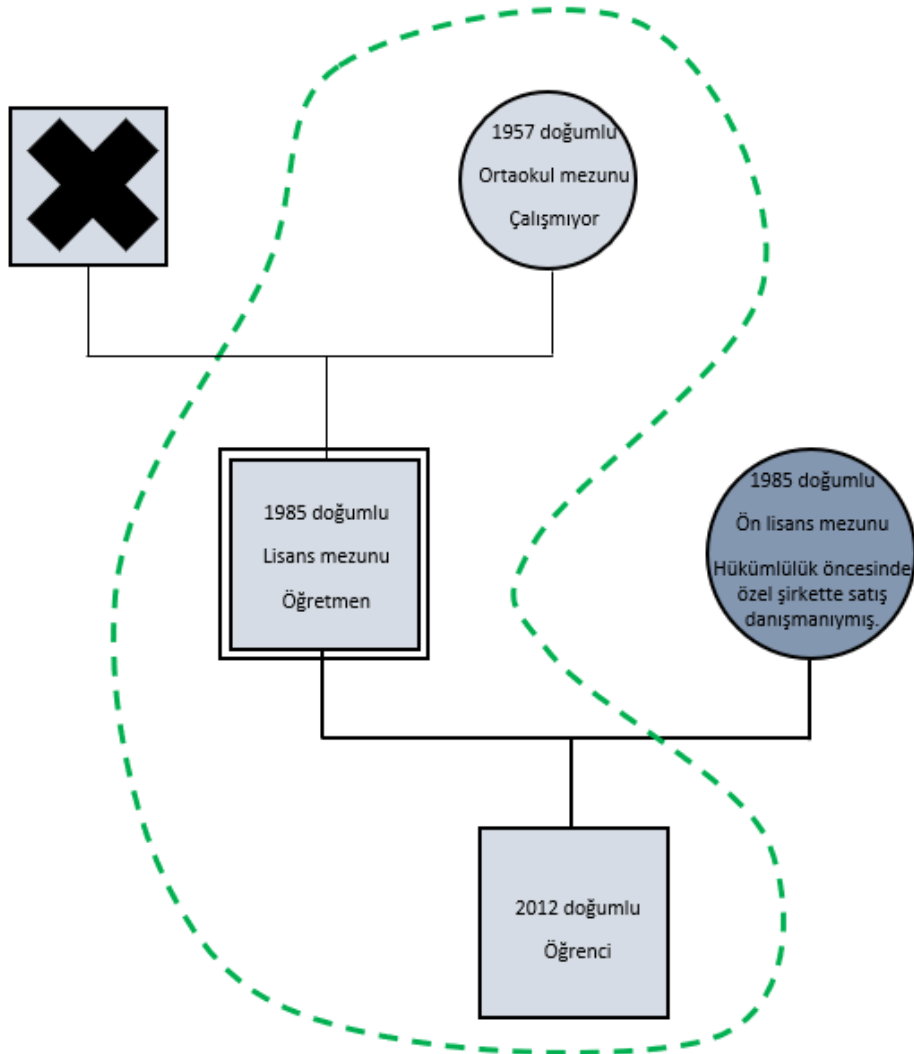 1957 doğumlu
Ortaokul mezunu
Çalışmıyor
1985 doğumlu
Lisans mezunu
Öğretmen
1985 doğumlu
Ön lisans mezunu
Hükümlülük öncesinde
özel şirkette satış
danışmanıymış.
2012 doğumlu
Öğrenci